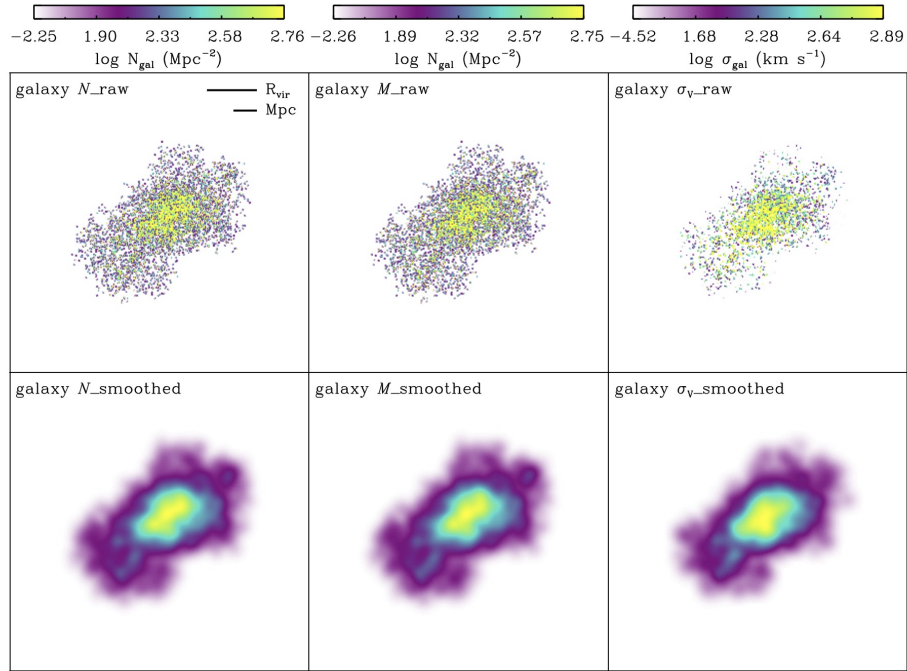 −2.25 1.90 2.33 2.58 2.76
log N_gal (Mpc⁻²)
−2.26 1.89 2.32 2.57 2.75
log N_gal (Mpc⁻²)
−4.52 1.68 2.28 2.68 2.89
log σ_gal (km s⁻¹)
galaxy N_raw
R_vir
Mpc
galaxy M_raw
galaxy σ_V_raw
galaxy N_smoothed
galaxy M_smoothed
galaxy σ_V_smoothed